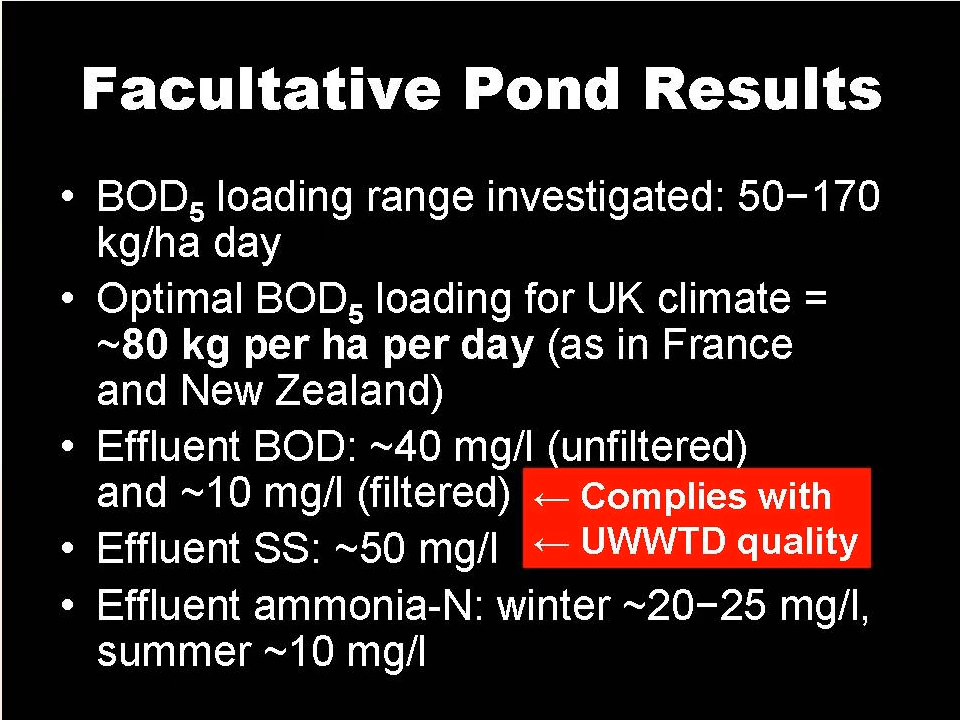 Facultative Pond Results
• BOD₅ loading range investigated: 50−170
kg/ha day
• Optimal BOD₅ loading for UK climate =
~80 kg per ha per day (as in France
and New Zealand)
• Effluent BOD: ~40 mg/l (unfiltered)
and ~10 mg/l (filtered) ← Complies with
• Effluent SS: ~50 mg/l ← UWWTD quality
• Effluent ammonia-N: winter ~20−25 mg/l,
summer ~10 mg/l